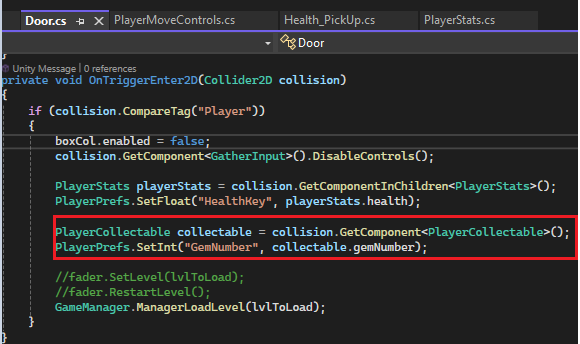 Door.cs
PlayerMoveControls.cs
Health_PickUp.cs
PlayerStats.cs
Door
}
Unity Message | 0 references
private void OnTriggerEnter2D(Collider2D collision)
{
if (collision.CompareTag("Player"))
{
boxCol.enabled = false;
collision.GetComponent<GatherInput>().DisableControls();
PlayerStats playerStats = collision.GetComponentInChildren<PlayerStats>();
PlayerPrefs.SetFloat("HealthKey", playerStats.health);
PlayerCollectable collectable = collision.GetComponent<PlayerCollectable>();
PlayerPrefs.SetInt("GemNumber", collectable.gemNumber);
//fader.SetLevel(lvlToLoad);
//fader.RestartLevel();
GameManager.ManagerLoadLevel(lvlToLoad);
}
}